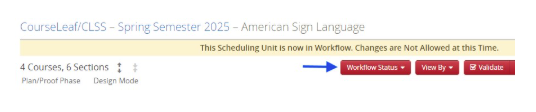 CourseLeaf/CLSS – Spring Semester 2025 – American Sign Language
This Scheduling Unit is now in Workflow. Changes are Not Allowed at this Time.
4 Courses, 6 Sections
Workflow Status View By Validate
Plan/Proof Phase Design Mode